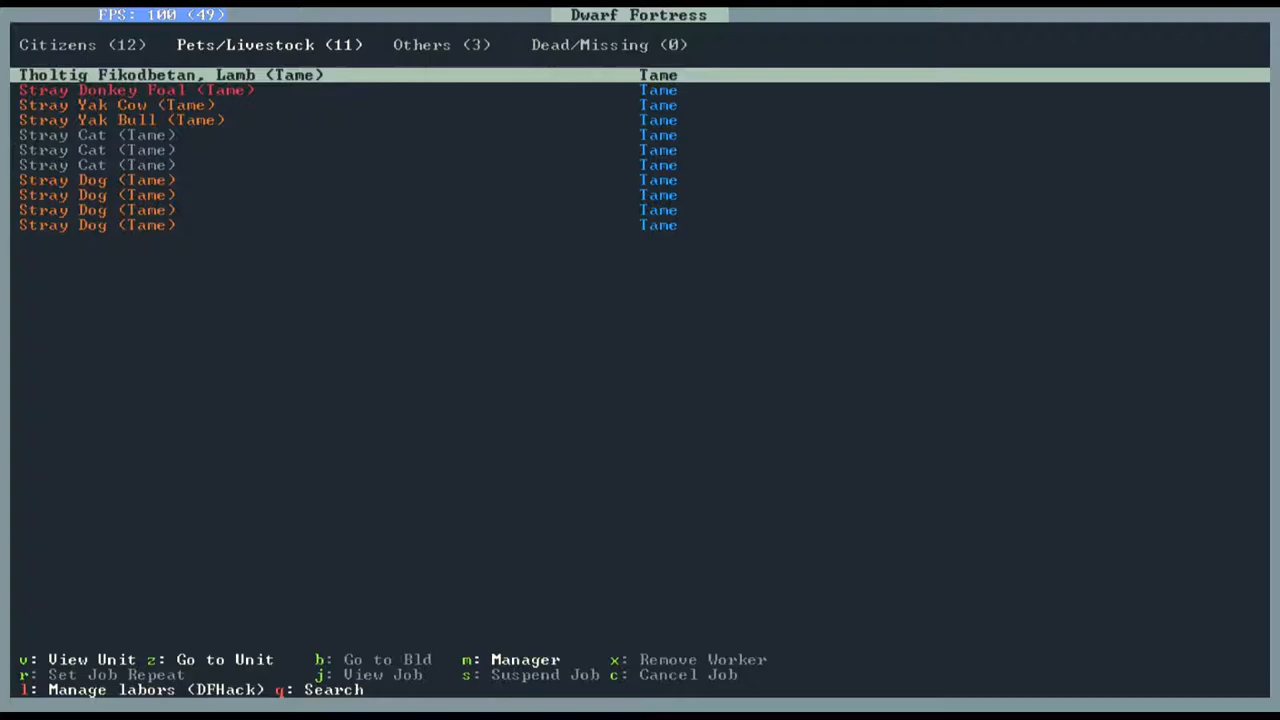 FPS: 100 (49) Dwarf Fortress
Citizens (12) Pets/Livestock (11) Others (3) Dead/Missing (0)
Tholtig Fikodbetan, Lamb (Tame) Tame
Stray Donkey Foal (Tame) Tame
Stray Yak Cow (Tame) Tame
Stray Yak Bull (Tame) Tame
Stray Cat (Tame) Tame
Stray Cat (Tame) Tame
Stray Cat (Tame) Tame
Stray Dog (Tame) Tame
Stray Dog (Tame) Tame
Stray Dog (Tame) Tame
Stray Dog (Tame) Tame
v: View Unit z: Go to Unit b: Go to Bld m: Manager x: Remove Worker
r: Set Job Repeat j: View Job s: Suspend Job c: Cancel Job
l: Manage labors (DFHack) q: Search